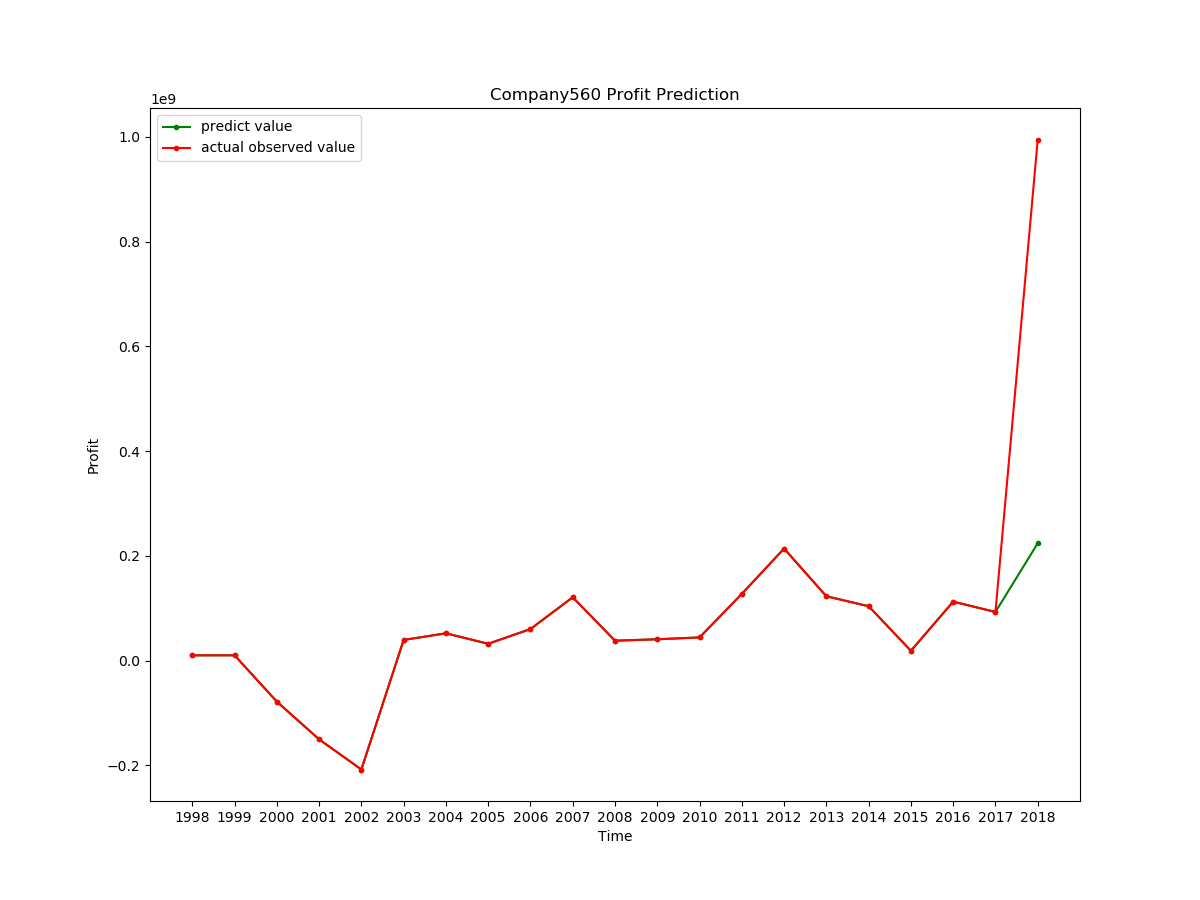 Company560 Profit Prediction
1e9
predict value
actual observed value
1.0
0.8
0.6
0.4
0.2
0.0
−0.2
Profit
1998 1999 2000 2001 2002 2003 2004 2005 2006 2007 2008 2009 2010 2011 2012 2013 2014 2015 2016 2017 2018
Time